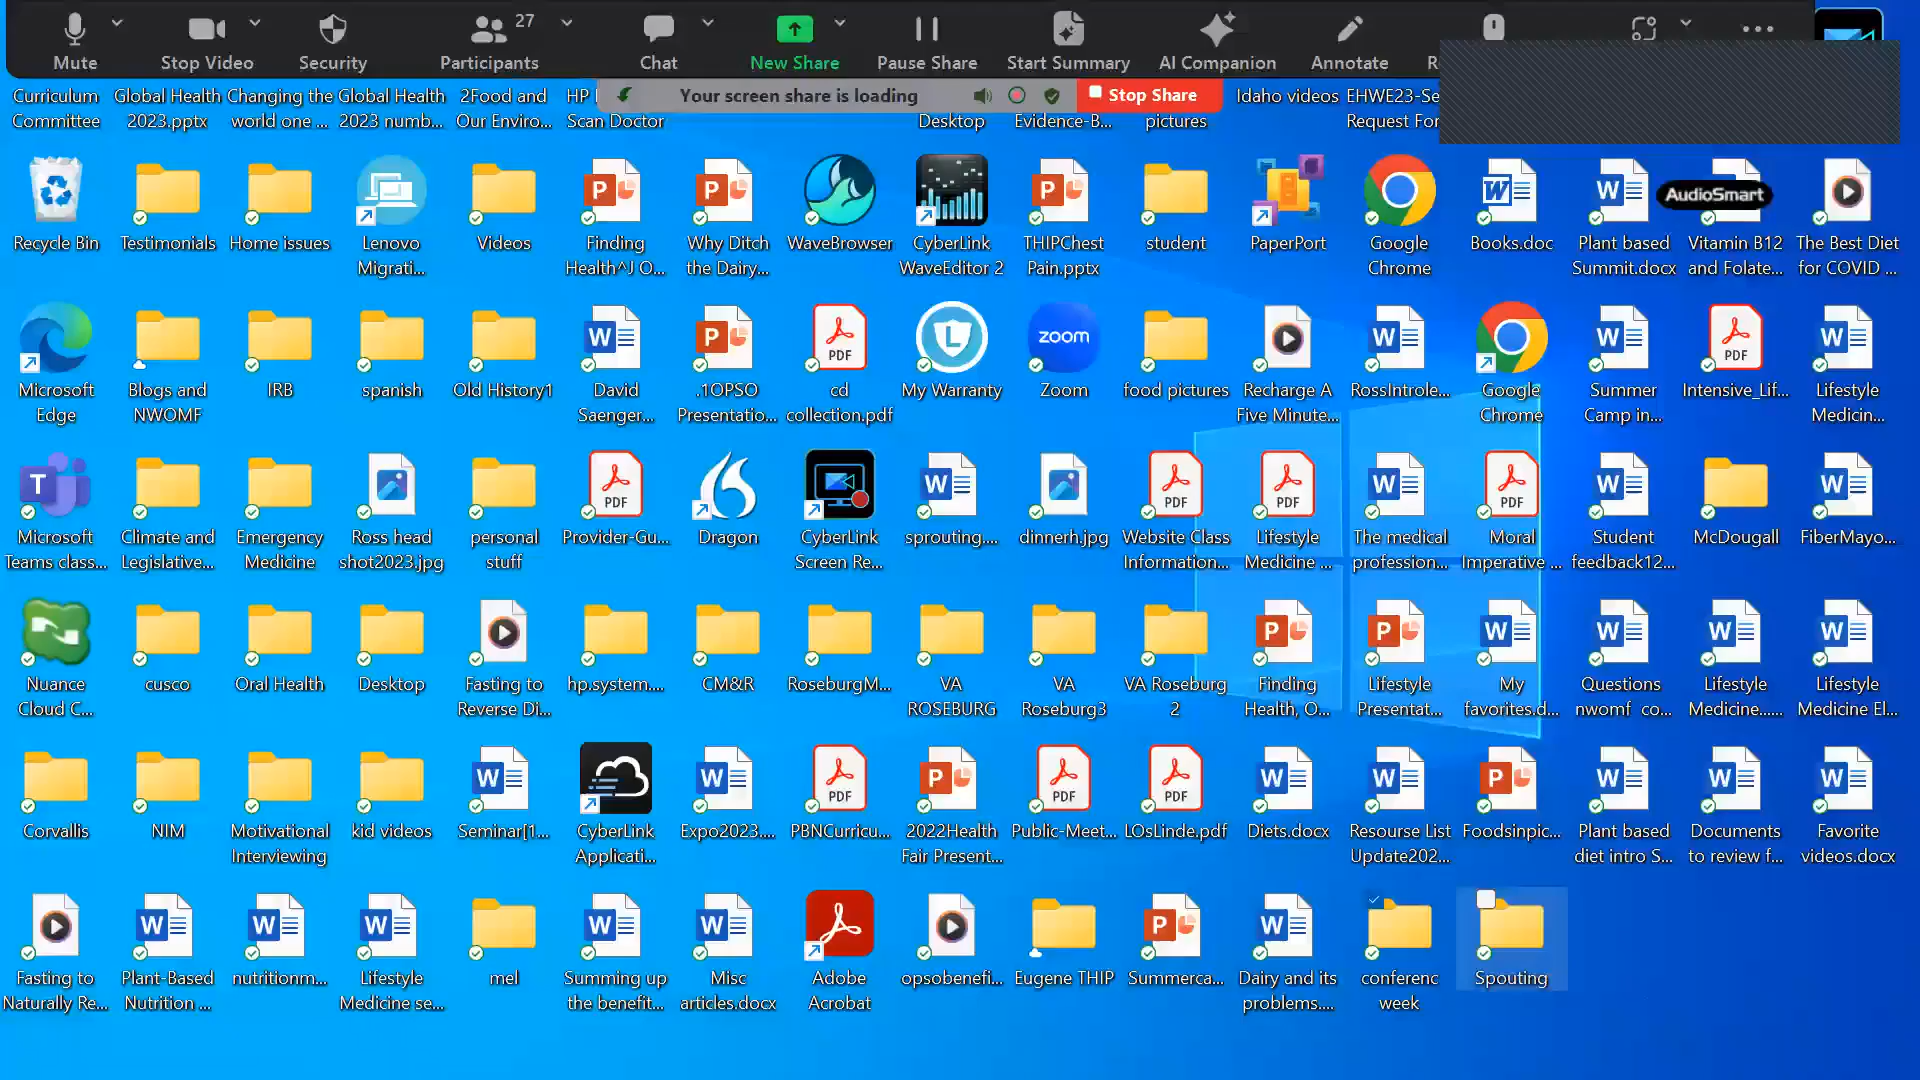 27
Mute
Stop Video
Security
Participants
Chat
New Share
Pause Share
Start Summary
AI Companion
Annotate
Your screen share is loading
Stop Share
Curriculum
Committee
Global Health
2023.pptx
Changing the
world one ...
Global Health
2023 numb...
2Food and
Our Enviro...
HP
Scan Doctor
Desktop
Evidence-B...
pictures
Idaho videos
EHWE23-Se
Request For
Recycle Bin
Testimonials
Home issues
Lenovo
Migrati...
Videos
Finding
Health^J O...
Why Ditch
the Dairy...
WaveBrowser
CyberLink
WaveEditor 2
THIPChest
Pain.pptx
student
PaperPort
Google
Chrome
Books.doc
Plant based
Summit.docx
AudioSmart
Vitamin B12
and Folate...
The Best Diet
for COVID ...
Microsoft
Edge
Blogs and
NWOMF
IRB
spanish
Old History1
David
Saenger...
.1OPSO
Presentatio...
PDF
cd
collection.pdf
My Warranty
zoom
Zoom
food pictures
Recharge A
Five Minute...
RossIntrole...
Google
Chrome
Summer
Camp in...
PDF
Intensive_Lif...
Lifestyle
Medicin...
Microsoft
Teams class...
Climate and
Legislative...
Emergency
Medicine
Ross head
shot2023.jpg
personal
stuff
PDF
Provider-Gu...
Dragon
CyberLink
Screen Re...
sprouting....
dinnerh.jpg
PDF
Website Class
Information...
PDF
Lifestyle
Medicine ...
The medical
profession...
PDF
Moral
Imperative ...
Student
feedback12...
McDougall
FiberMayo...
Nuance
Cloud C...
cusco
Oral Health
Desktop
Fasting to
Reverse Di...
hp.system....
CM&R
RoseburgM...
VA
ROSEBURG
VA
Roseburg3
VA Roseburg
2
Finding
Health, O...
Lifestyle
Presentat...
My
favorites.d...
Questions
nwomf co...
Lifestyle
Medicine......
Lifestyle
Medicine El...
Corvallis
NIM
Motivational
Interviewing
kid videos
Seminar[1...
CyberLink
Applicati...
Expo2023....
PDF
PBNCurricu...
2022Health
Fair Present...
PDF
Public-Meet...
PDF
LOsLinde.pdf
Diets.docx
Resourse List
Update202...
Foodsinpic...
Plant based
diet intro S...
Documents
to review f...
Favorite
videos.docx
Fasting to
Naturally Re...
Plant-Based
Nutrition ...
nutritionm...
Lifestyle
Medicine se...
mel
Summing up
the benefit...
Misc
articles.docx
Adobe
Acrobat
opsobenefi...
Eugene THIP
Summerca...
Dairy and its
problems....
conferenc
week
Spouting